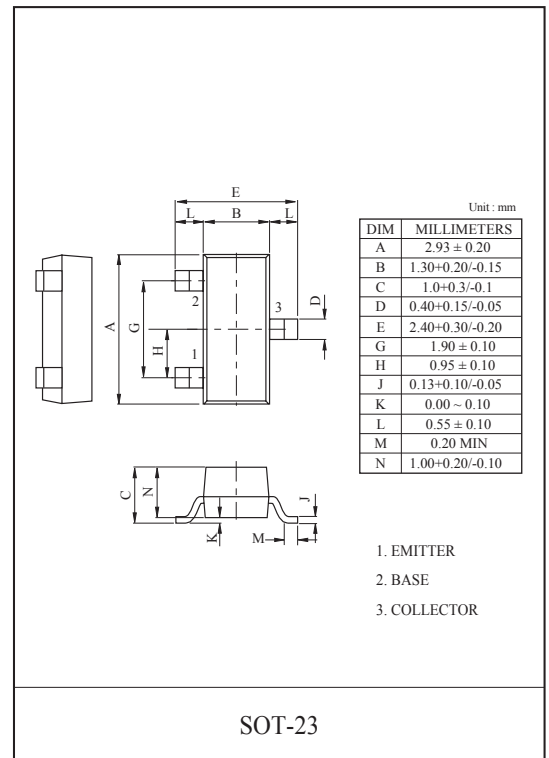 E
L B L
A
G
H
2
1
3
D
C
N
K
M
J
Unit : mm
DIM MILLIMETERS
A 2.93 ± 0.20
B 1.30+0.20/-0.15
C 1.0+0.3/-0.1
D 0.40+0.15/-0.05
E 2.40+0.30/-0.20
G 1.90 ± 0.10
H 0.95 ± 0.10
J 0.13+0.10/-0.05
K 0.00 ~ 0.10
L 0.55 ± 0.10
M 0.20 MIN
N 1.00+0.20/-0.10
1. EMITTER
2. BASE
3. COLLECTOR
SOT-23